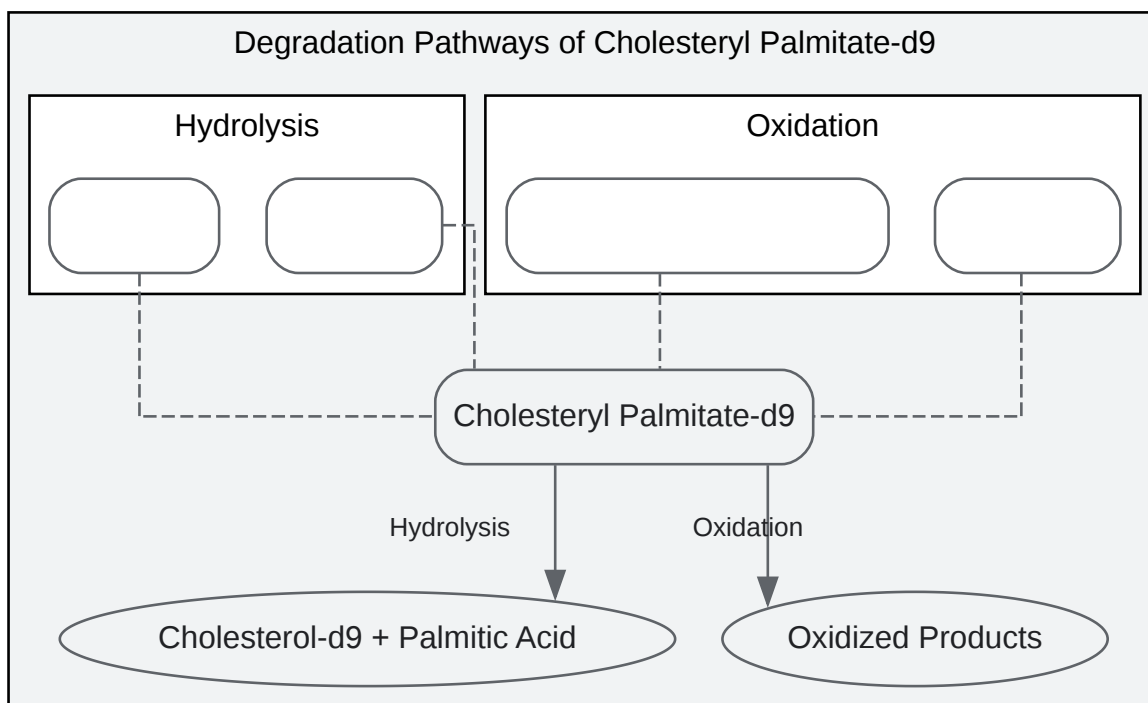 Degradation Pathways of Cholesteryl Palmitate-d9
Hydrolysis
Oxidation
Cholesteryl Palmitate-d9
Hydrolysis
Oxidation
Cholesterol-d9 + Palmitic Acid
Oxidized Products